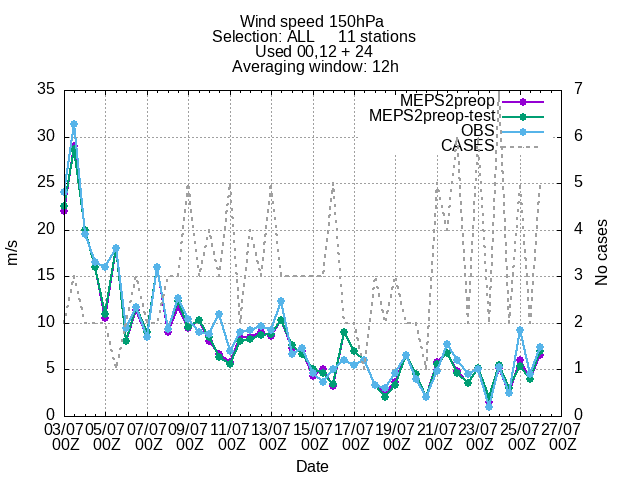 Wind speed 150hPa
Selection: ALL 11 stations
Used 00,12 + 24
Averaging window: 12h
MEPS2preop
MEPS2preop-test
OBS
CASES
m/s
35
30
25
20
15
10
5
0
No cases
7
6
5
4
3
2
1
0
03/07 05/07 07/07 09/07 11/07 13/07 15/07 17/07 19/07 21/07 23/07 25/07 27/07
00Z 00Z 00Z 00Z 00Z 00Z 00Z 00Z 00Z 00Z 00Z 00Z 00Z
Date